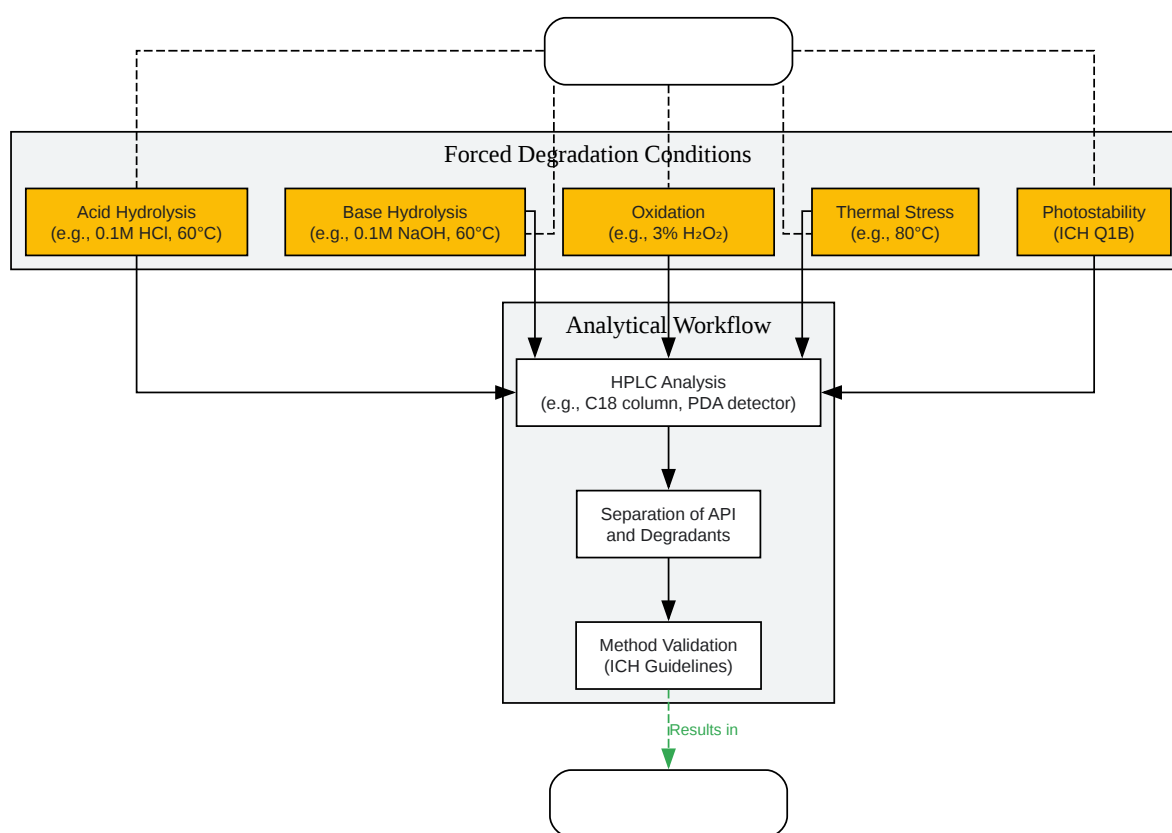 Forced Degradation Conditions
Acid Hydrolysis
(e.g., 0.1M HCl, 60°C)
Base Hydrolysis
(e.g., 0.1M NaOH, 60°C)
Oxidation
(e.g., 3% H₂O₂)
Thermal Stress
(e.g., 80°C)
Photostability
(ICH Q1B)
Analytical Workflow
HPLC Analysis
(e.g., C18 column, PDA detector)
Separation of API
and Degradants
Method Validation
(ICH Guidelines)
Results in